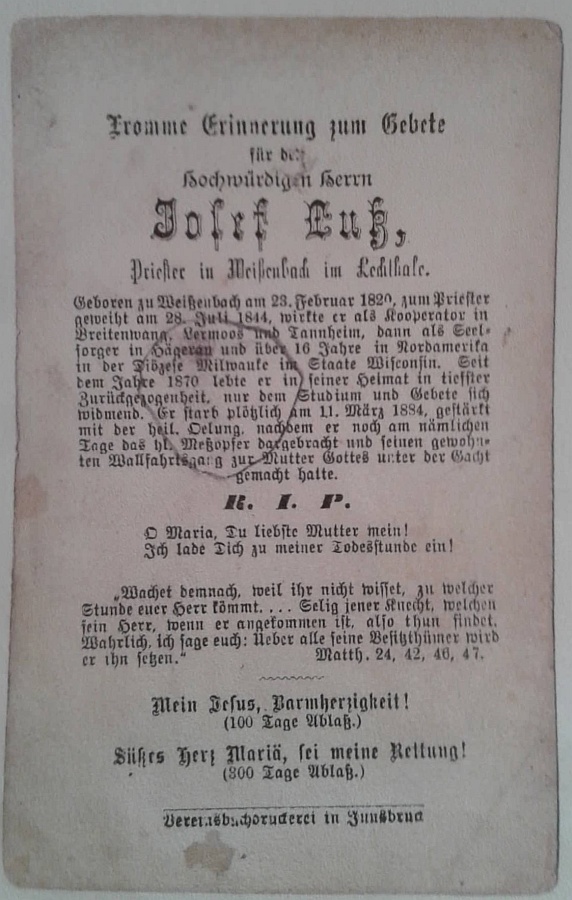 Fromme Erinnerung zum Gebete
für den
Hochwürdigen Herrn
Josef Lutz,
Priester in Weißenbach im Lechthale.
Geboren zu Weißenbach am 23. Februar 1820, zum Priester
geweiht am 28. Juli 1844, wirkte er als Kooperator in
Breitenwang, Lermoos und Tannheim, dann als Seel-
sorger in Hägerau und über 16 Jahre in Nordamerika
in der Diözese Milwauke im Staate Wisconsin. Seit
dem Jahre 1870 lebte er in seiner Heimat in tiefster
Zurückgezogenheit, nur dem Studium und Gebete sich
widmend. Er starb plötzlich am 11. März 1884, gestärkt
mit der heil. Oelung, nachdem er noch am nämlichen
Tage das hl. Meßopfer dargebracht und seinen gewohn-
ten Wallfahrtsgang zur Mutter Gottes unter der Gacht
gemacht hatte.
R. I. P.
O Maria, Du liebste Mutter mein!
Ich lade Dich zu meiner Todesstunde ein!
„Wachet demnach, weil ihr nicht wisset, zu welcher
Stunde euer Herr kömmt. ... Selig jener Knecht, welchen
sein Herr, wenn er angekommen ist, also thun findet.
Wahrlich, ich sage euch: Ueber alle seine Besitzthümer wird
er ihn setzen.“ Matth. 24, 42, 46, 47.
Mein Jesus, Barmherzigkeit!
(100 Tage Ablaß.)
Süßes Herz Mariä, sei meine Rettung!
(300 Tage Ablaß.)
Vereinsbuchdruckerei in Innsbruck